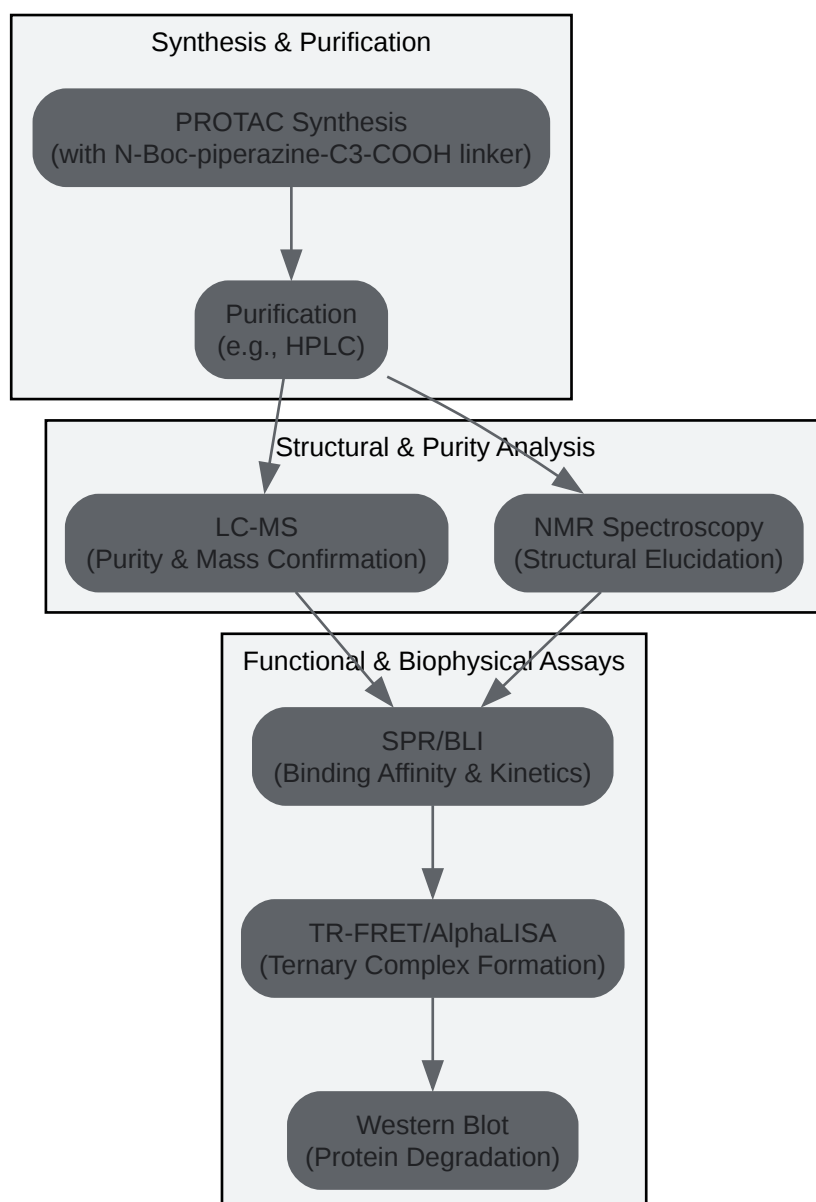 Synthesis & Purification
PROTAC Synthesis
(with N-Boc-piperazine-C3-COOH linker)
Purification
(e.g., HPLC)
Structural & Purity Analysis
LC-MS
(Purity & Mass Confirmation)
NMR Spectroscopy
(Structural Elucidation)
Functional & Biophysical Assays
SPR/BLI
(Binding Affinity & Kinetics)
TR-FRET/AlphaLISA
(Ternary Complex Formation)
Western Blot
(Protein Degradation)